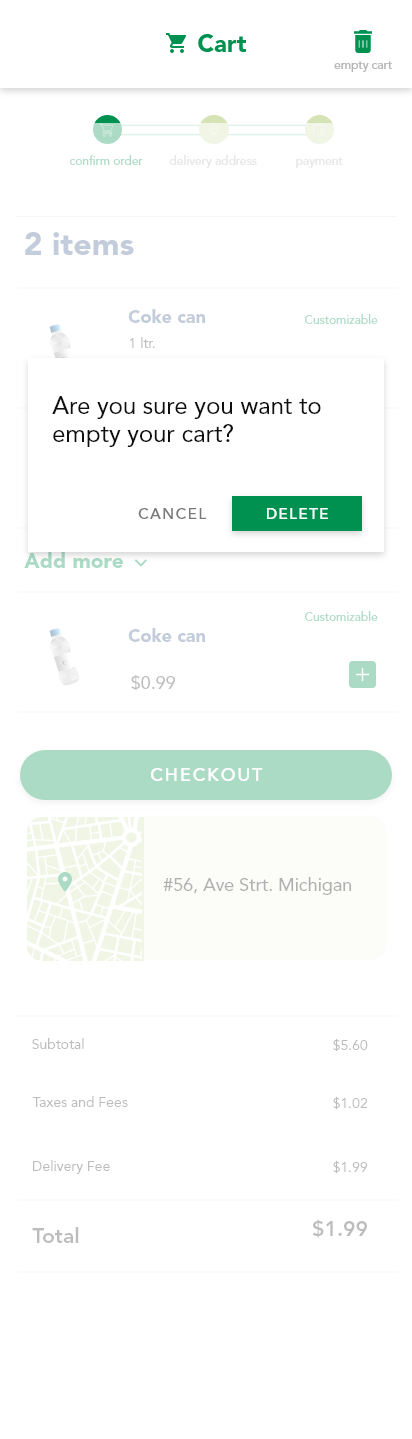 Cart
empty cart
confirm order
delivery address
payment
2 items
Coke can
Customizable
1 ltr.
Are you sure you want to
empty your cart?
CANCEL
DELETE
Add more
Customizable
Coke can
$0.99
CHECKOUT
#56, Ave Strt. Michigan
Subtotal
$5.60
Taxes and Fees
$1.02
Delivery Fee
$1.99
Total
$1.99